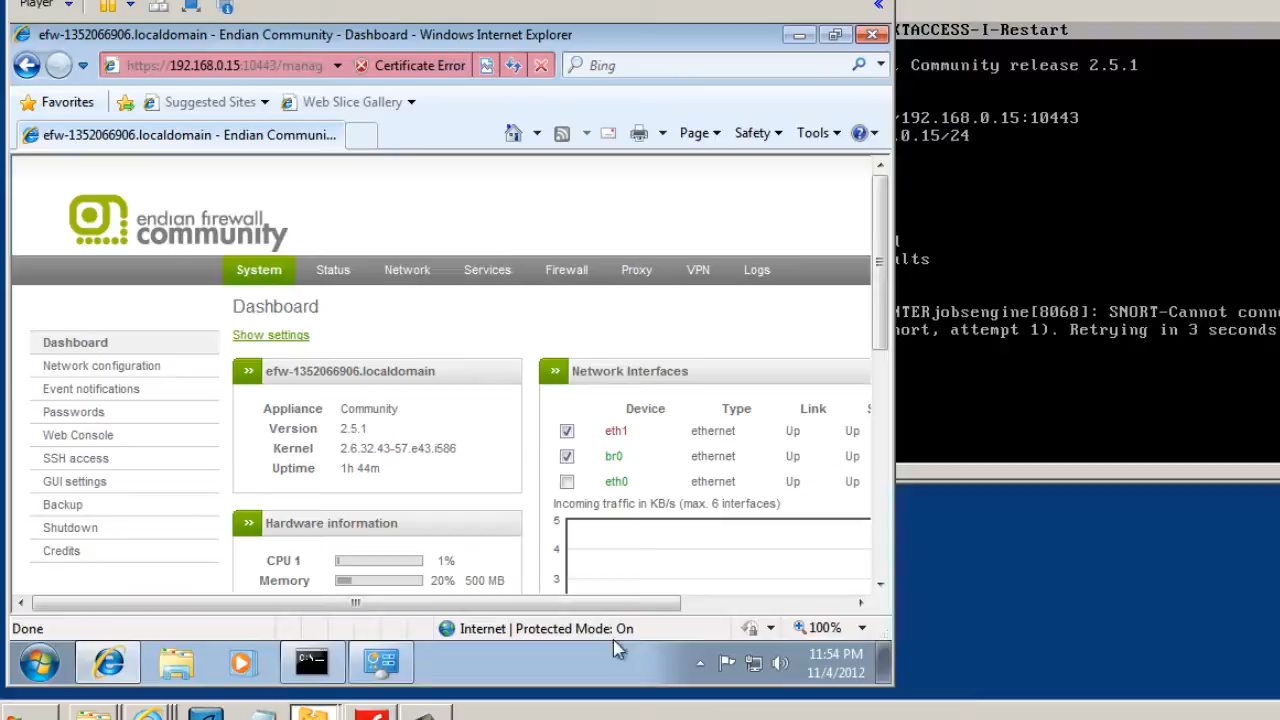 Player
efw-1352066906.localdomain - Endian Community - Dashboard - Windows Internet Explorer
https://192.168.0.15:10443/manag
Certificate Error
Bing
Favorites
Suggested Sites
Web Slice Gallery
efw-1352066906.localdomain - Endian Communi...
Page
Safety
Tools
endian firewall
community
System Status Network Services Firewall Proxy VPN Logs
Dashboard
Show settings
Dashboard
Network configuration
Event notifications
Passwords
Web Console
SSH access
GUI settings
Backup
Shutdown
Credits
efw-1352066906.localdomain
Appliance Community
Version 2.5.1
Kernel 2.6.32.43-57.e43.i586
Uptime 1h 44m
Hardware information
CPU 1 1%
Memory 20% 500 MB
Network Interfaces
Device Type Link S
eth1 ethernet Up Up
br0 ethernet Up Up
eth0 ethernet Up Up
Incoming traffic in KB/s (max. 6 interfaces)
5
4
3
Done
Internet | Protected Mode: On
100%
11:54 PM
11/4/2012
TACCESS-I-Restart
Community release 2.5.1
192.168.0.15:10443
.0.15/24
ults
TERjobsengine[8068]: SNORT-Cannot conn
ort, attempt 1). Retrying in 3 seconds